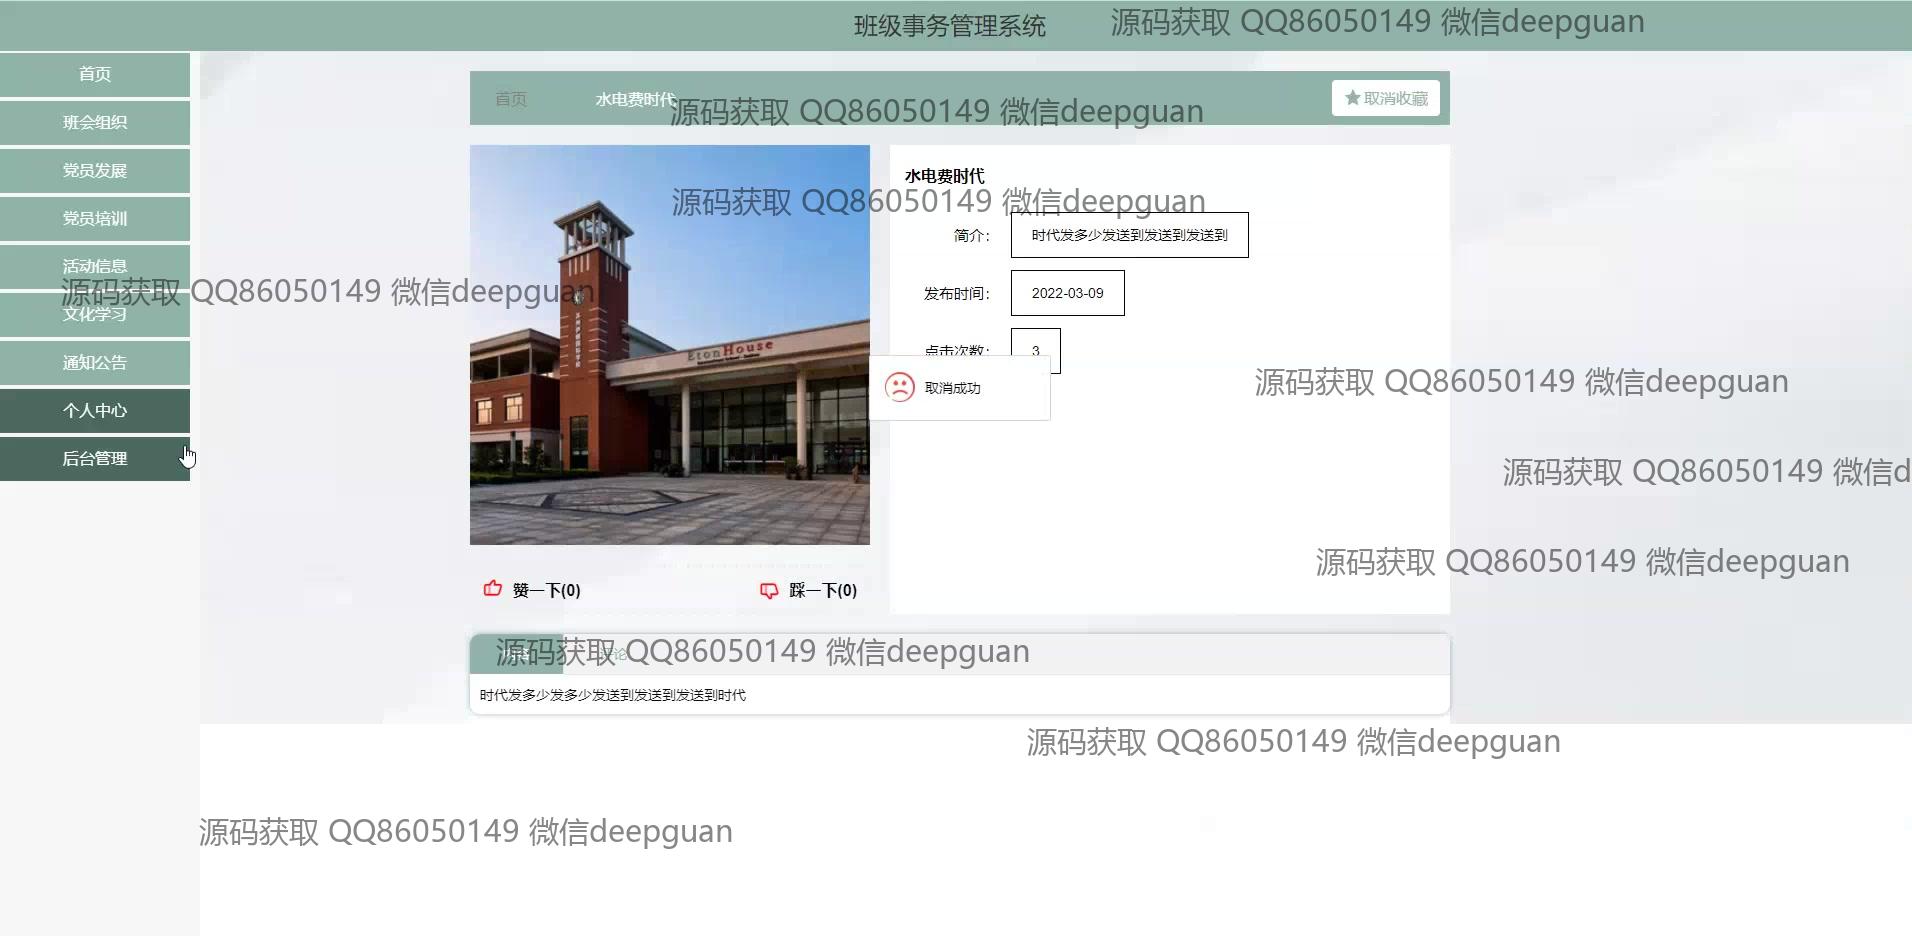 班级事务管理系统
源码获取 QQ86050149 微信deepguan
首页
班会组织
党员发展
党员培训
活动信息
文化学习
通知公告
个人中心
后台管理
首页
水电费时代
取消收藏
源码获取 QQ86050149 微信deepguan
水电费时代
源码获取 QQ86050149 微信deepguan
简介： 时代发多少发送到发送到发送到
发布时间： 2022-03-09
点击次数： 3
取消成功
EtonHouse
源码获取 QQ86050149 微信deepguan
源码获取 QQ86050149 微信deepguan
源码获取 QQ86050149 微信d
源码获取 QQ86050149 微信deepguan
赞一下(0)
踩一下(0)
源码获取 QQ86050149 微信deepguan
评论
时代发多少发多少发送到发送到发送到时代
源码获取 QQ86050149 微信deepguan
源码获取 QQ86050149 微信deepguan